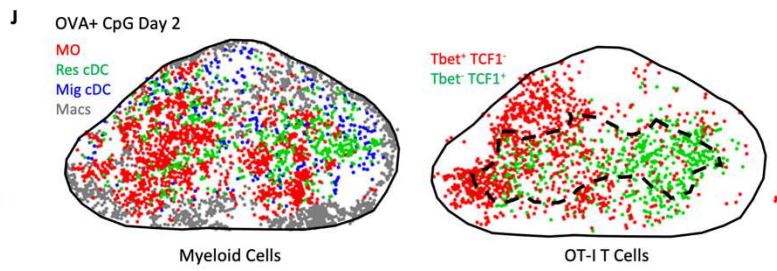 J
OVA+ CpG Day 2
MO
Res cDC
Mig cDC
Macs
Myeloid Cells
Tbet⁺ TCF1⁻
Tbet⁻ TCF1⁺
OT-I T Cells